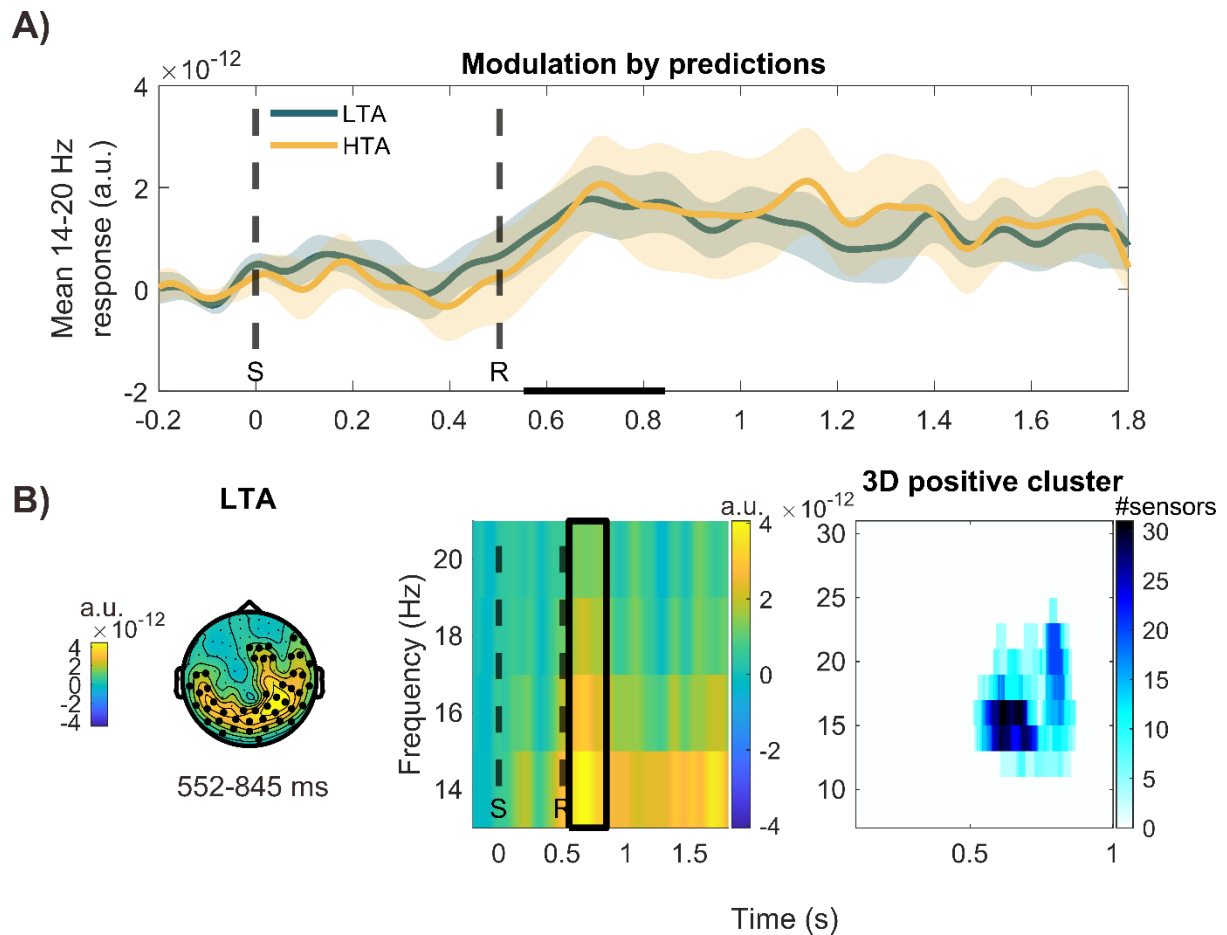 A)
×10-12
Modulation by predictions
LTA
HTA
Mean 14-20 Hz
response (a.u.)
4
2
0
-2
S
R
-0.2 0 0.2 0.4 0.6 0.8 1 1.2 1.4 1.6 1.8
B)
LTA
a.u.
×10-12
4
2
0
-2
-4
552-845 ms
Frequency (Hz)
20
18
16
14
S
R
0 0.5 1 1.5
a.u. ×10-12
4
2
0
-2
-4
3D positive cluster
#sensors
30
25
20
15
10
0.5 1
30
25
20
15
10
5
0
Time (s)